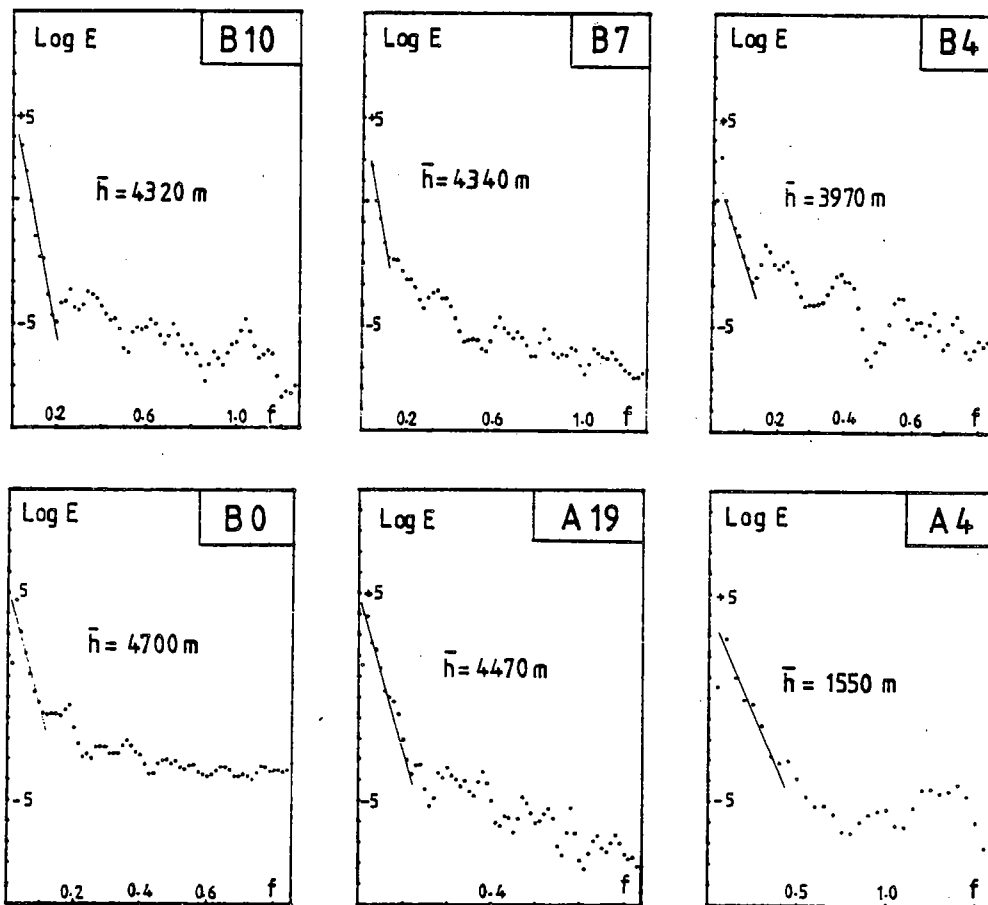 Log E B10
+5
h̄ = 4320 m
-5
0.2 0.6 1.0 f
Log E B7
+5
h̄ = 4340 m
-5
0.2 0.6 1.0 f
Log E B4
+5
h̄ = 3970 m
-5
0.2 0.4 0.6 f
Log E B0
5
h̄ = 4700 m
-5
0.2 0.4 0.6 f
Log E A19
+5
h̄ = 4470 m
-5
0.4 f
Log E A4
+5
h̄ = 1550 m
-5
0.5 1.0 f